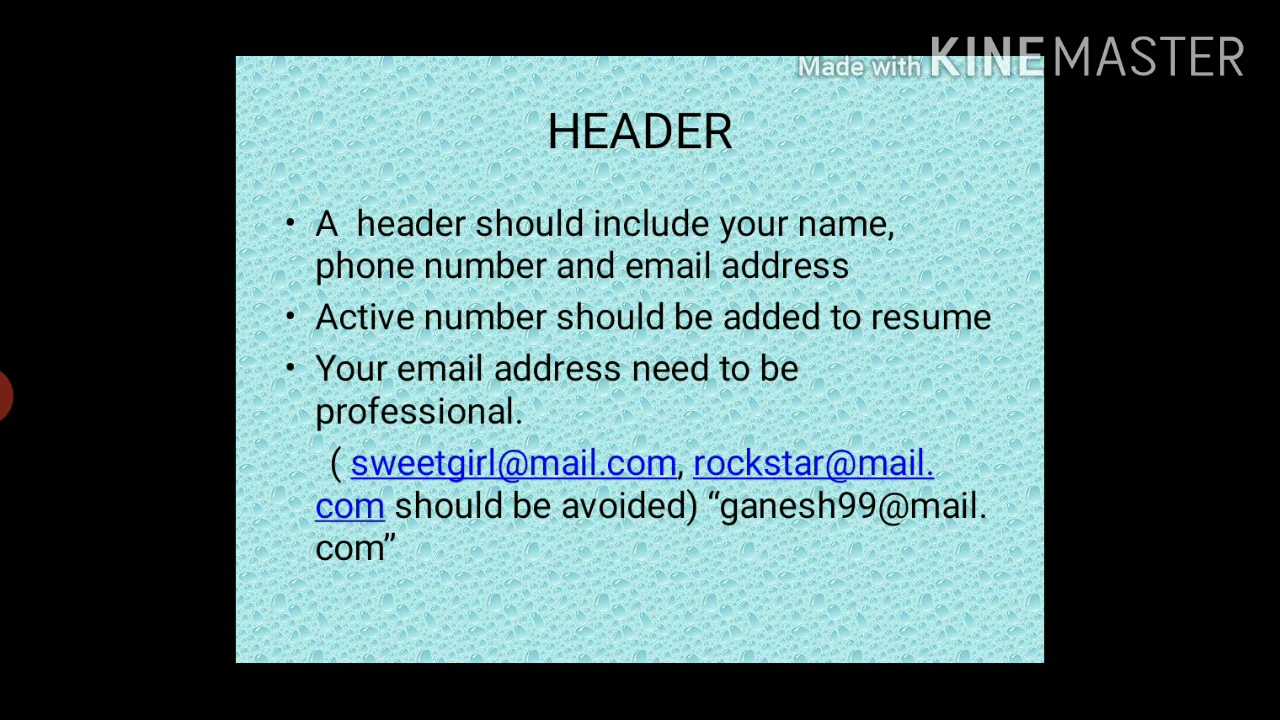 Made with KINEMASTER
HEADER
• A  header should include your name,
phone number and email address
• Active number should be added to resume
• Your email address need to be
professional.
( sweetgirl@mail.com, rockstar@mail.
com should be avoided) “ganesh99@mail.
com”